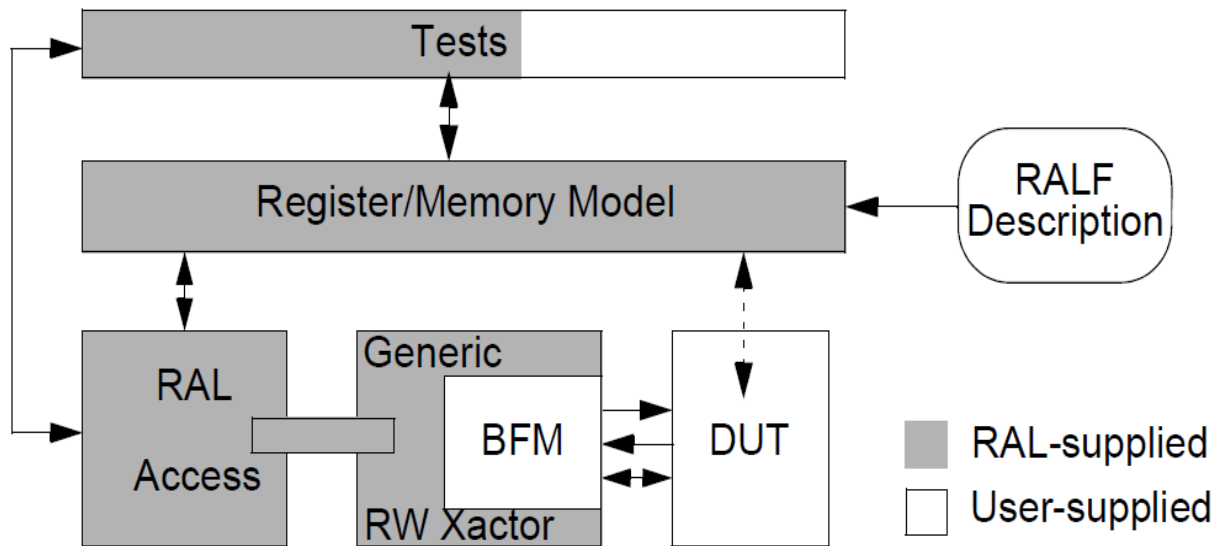 Tests
Register/Memory Model
RALF
Description
RAL
Access
Generic
BFM
RW Xactor
DUT
RAL-supplied
User-supplied